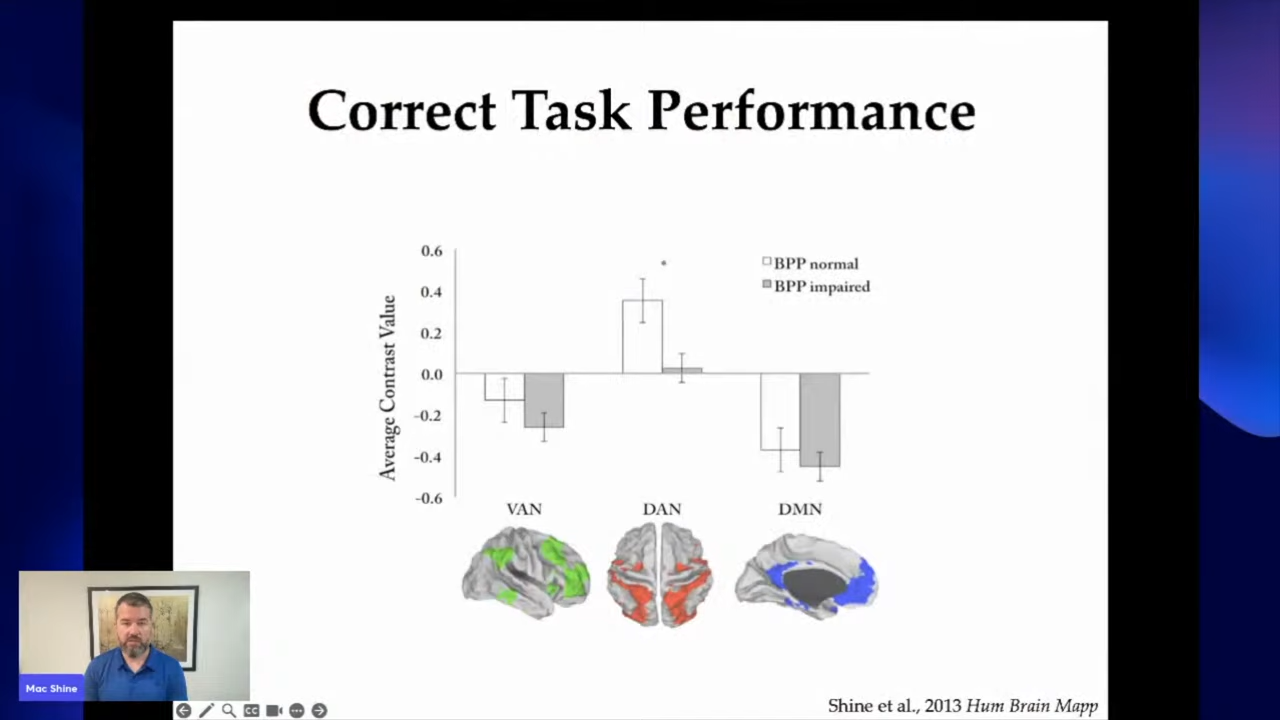 Correct Task Performance
0.6
0.4
0.2
0.0
-0.2
-0.4
-0.6
Average Contrast Value
*
BPP normal
BPP impaired
VAN DAN DMN
Mac Shine
CC
Shine et al., 2013 Hum Brain Mapp